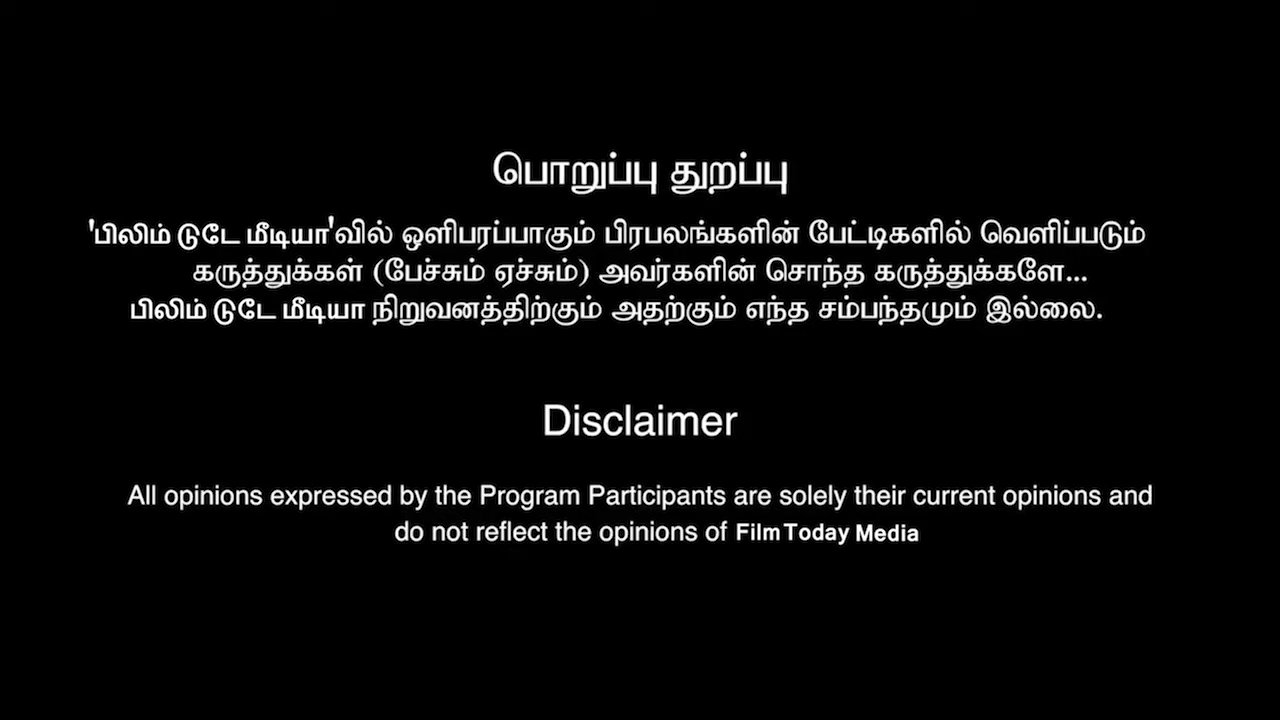 பொறுப்பு துறப்பு
'பிலிம் டுடே மீடியா'வில் ஒளிபரப்பாகும் பிரபலங்களின் பேட்டிகளில் வெளிப்படும்
கருத்துக்கள் (பேச்சும் ஏச்சும்) அவர்களின் சொந்த கருத்துக்களே...
பிலிம் டுடே மீடியா நிறுவனத்திற்கும் அதற்கும் எந்த சம்பந்தமும் இல்லை.
Disclaimer
All opinions expressed by the Program Participants are solely their current opinions and
do not reflect the opinions of Film Today Media